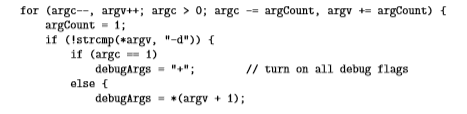 for (argc--, argv++; argc > 0; argc -= argCount, argv += argCount) {
    argCount = 1;
    if (!strcmp(*argv, "-d")) {
        if (argc == 1)
            debugArgs = "+";        // turn on all debug flags
        else {
            debugArgs = *(argv + 1);